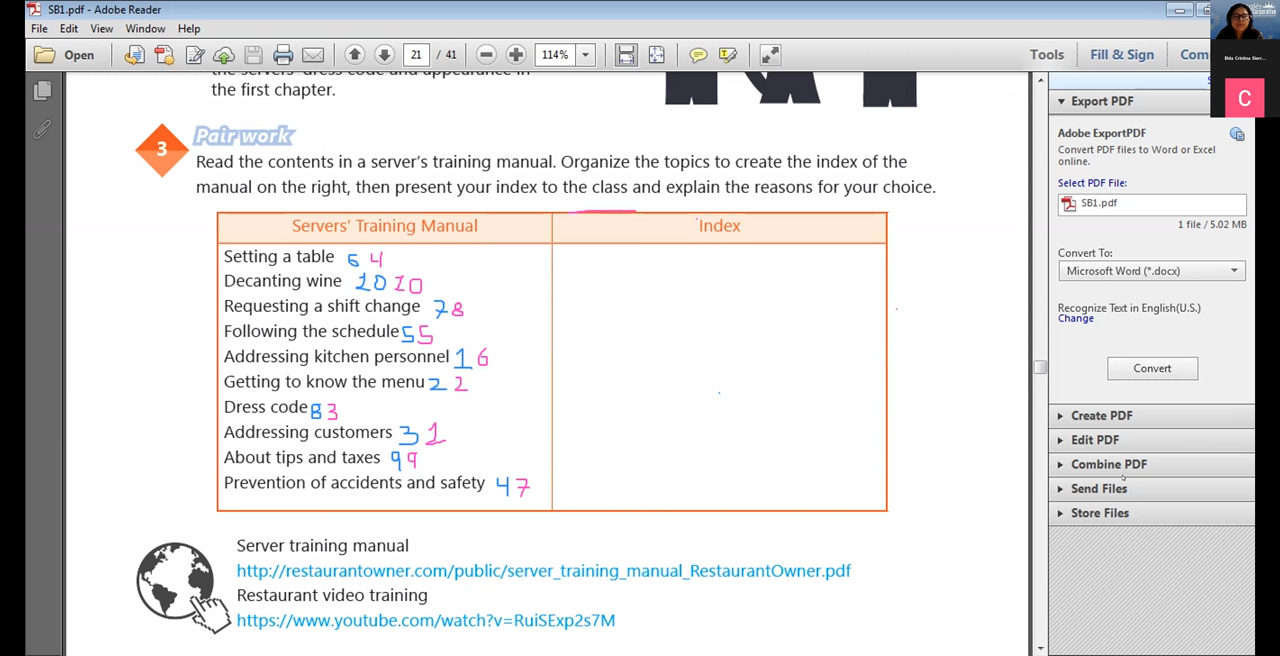 SB1.pdf - Adobe Reader
File Edit View Window Help
Open 21 / 41 114% Tools Fill & Sign
the servers' dress code and appearance in
the first chapter.
3 Pair work
Read the contents in a server's training manual. Organize the topics to create the index of the
manual on the right, then present your index to the class and explain the reasons for your choice.
Servers' Training Manual Index
Setting a table 6 4
Decanting wine 10 10
Requesting a shift change 7 8
Following the schedule 5 5
Addressing kitchen personnel 1 6
Getting to know the menu 2 2
Dress code 8 3
Addressing customers 3 1
About tips and taxes 9 9
Prevention of accidents and safety 4 7
Server training manual
http://restaurantowner.com/public/server_training_manual_RestaurantOwner.pdf
Restaurant video training
https://www.youtube.com/watch?v=RuiSExp2s7M
C
Export PDF
Adobe ExportPDF
Convert PDF files to Word or Excel
online.
Select PDF File:
SB1.pdf
1 file / 5.02 MB
Convert To:
Microsoft Word (*.docx)
Recognize Text in English(U.S.)
Change
Convert
Create PDF
Edit PDF
Combine PDF
Send Files
Store Files